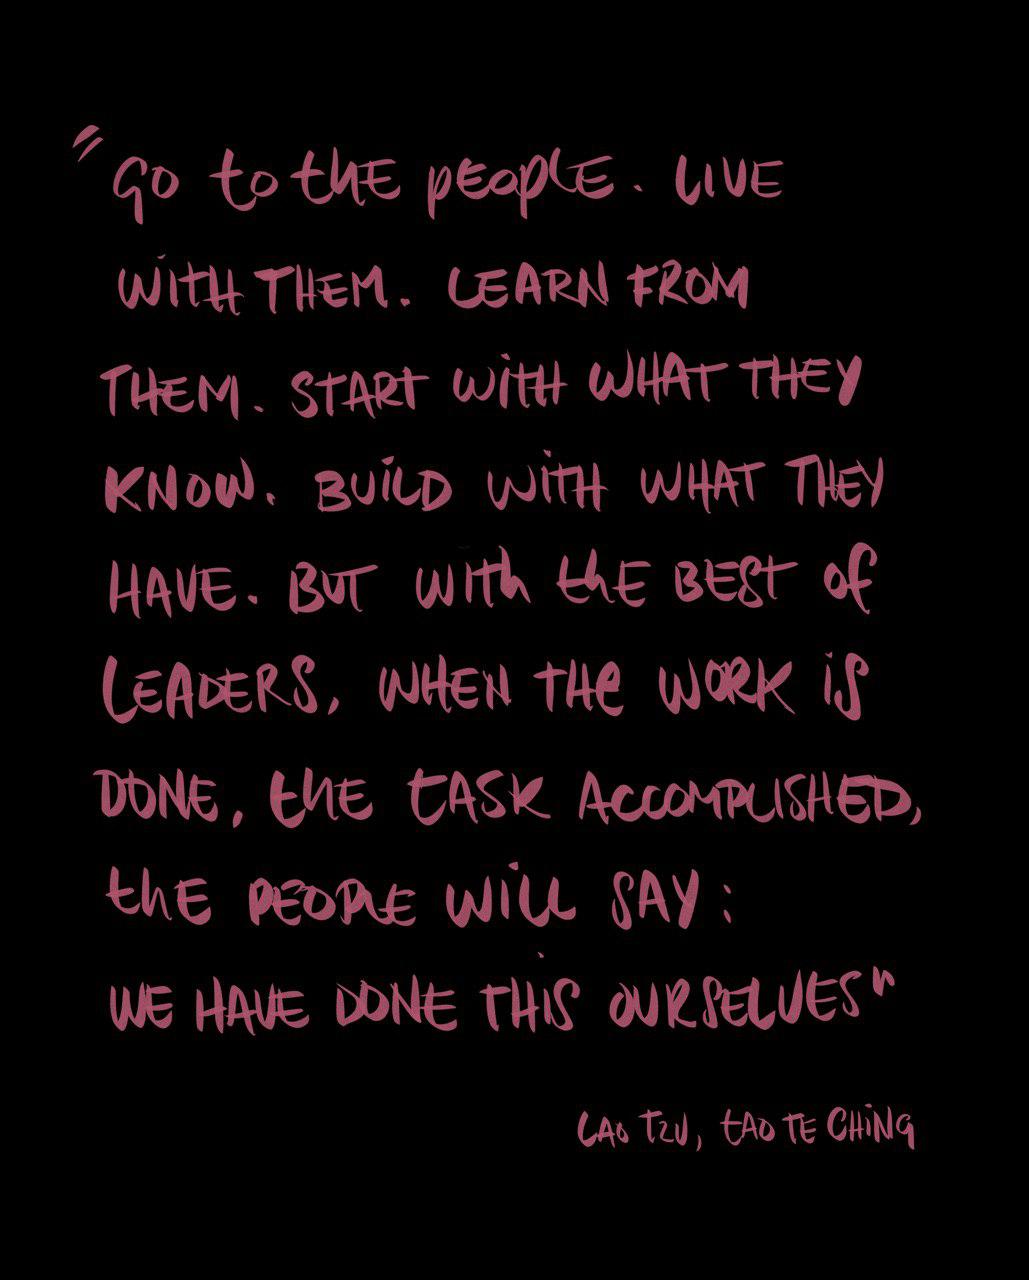 "Go to the people. Live
with them. Learn from
them. Start with what they
know. Build with what they
have. But with the best of
leaders, when the work is
done, the task accomplished,
the people will say:
we have done this ourselves"
Lao Tzu, Tao Te Ching